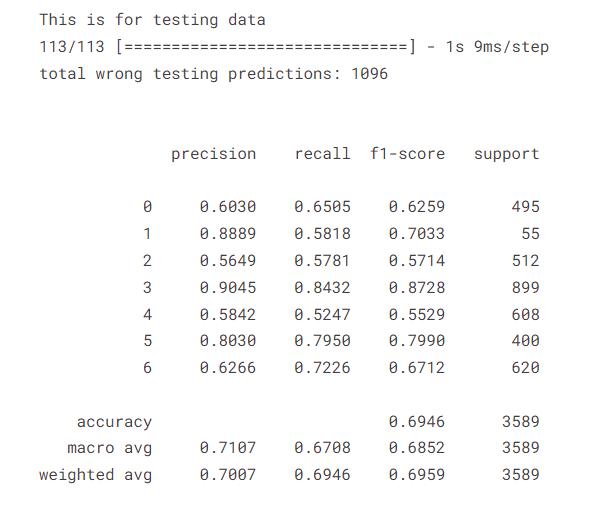 This is for testing data
113/113 [==============================] - 1s 9ms/step
total wrong testing predictions: 1096
precision recall f1-score support
0 0.6030 0.6505 0.6259 495
1 0.8889 0.5818 0.7033 55
2 0.5649 0.5781 0.5714 512
3 0.9045 0.8432 0.8728 899
4 0.5842 0.5247 0.5529 608
5 0.8030 0.7950 0.7990 400
6 0.6266 0.7226 0.6712 620
accuracy 0.6946 3589
macro avg 0.7107 0.6708 0.6852 3589
weighted avg 0.7007 0.6946 0.6959 3589